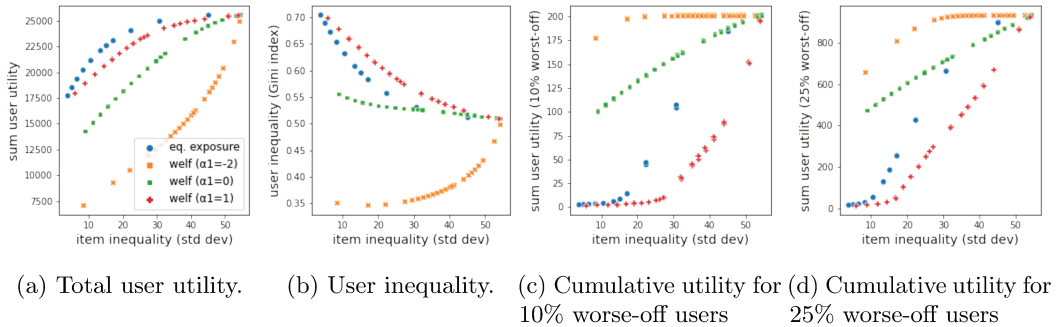 25000
22500
20000
17500
15000
12500
10000
7500
sum user utility
10 20 30 40 50
item inequality (std dev)
eq. exposure
welf (α1=-2)
welf (α1=0)
welf (α1=1)
0.70
0.65
0.60
0.55
0.50
0.45
0.40
0.35
user inequality (Gini index)
10 20 30 40 50
item inequality (std dev)
200
175
150
125
100
75
50
25
0
sum user utility (10% worst-off)
10 20 30 40 50
item inequality (std dev)
800
600
400
200
0
sum user utility (25% worst-off)
10 20 30 40 50
item inequality (std dev)
(a) Total user utility.
(b) User inequality.
(c) Cumulative utility for
10% worse-off users
(d) Cumulative utility for
25% worse-off users